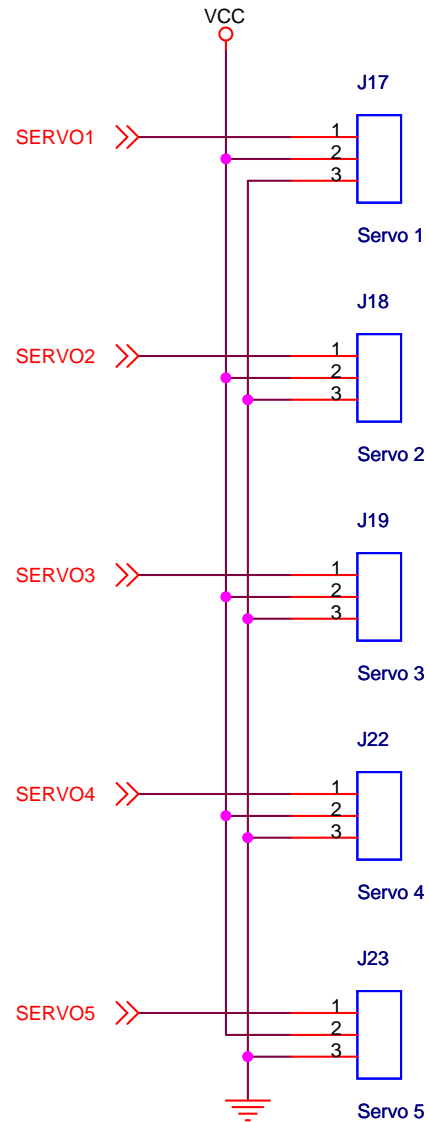 VCC
J17
SERVO1
1
2
3
Servo 1
J18
SERVO2
1
2
3
Servo 2
J19
SERVO3
1
2
3
Servo 3
J22
SERVO4
1
2
3
Servo 4
J23
SERVO5
1
2
3
Servo 5